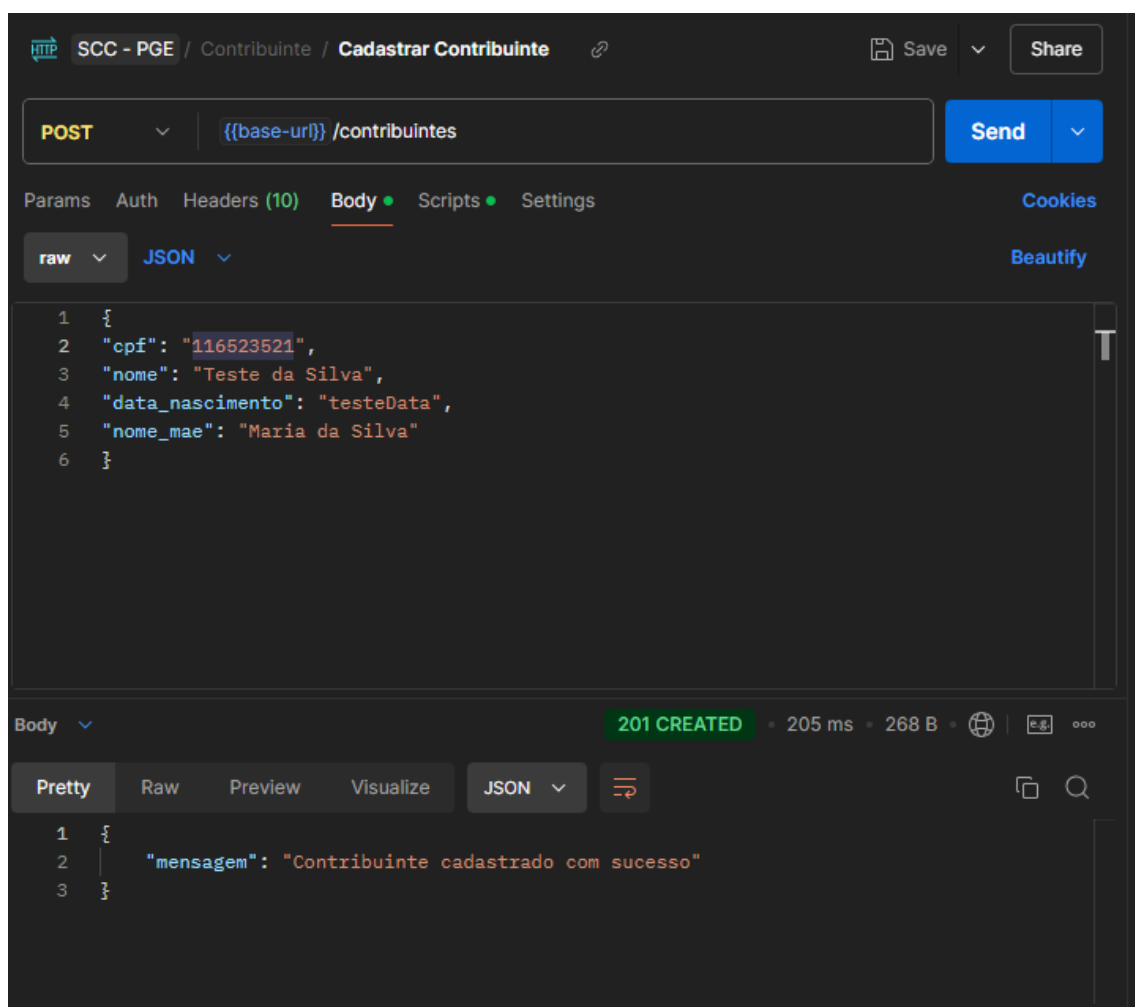 HTTP SCC - PGE / Contribuinte / Cadastrar Contribuinte Save Share
POST {{base-url}} /contribuintes Send
Params Auth Headers (10) Body Scripts Settings Cookies
raw JSON Beautify
1 {
2 "cpf": "116523521",
3 "nome": "Teste da Silva",
4 "data_nascimento": "testeData",
5 "nome_mae": "Maria da Silva"
6 }
Body 201 CREATED 205 ms 268 B e.g.
Pretty Raw Preview Visualize JSON
1 {
2 "mensagem": "Contribuinte cadastrado com sucesso"
3 }